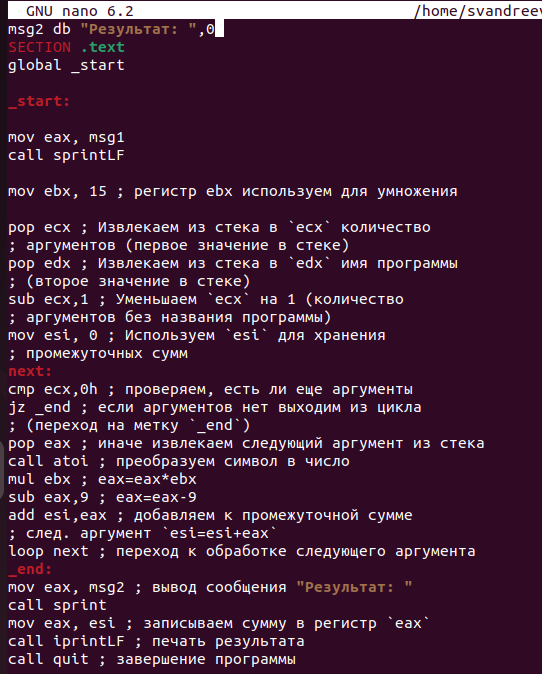 GNU nano 6.2 /home/svandreev
msg2 db "Результат: ",0
SECTION .text
global _start
_start:
mov eax, msg1
call sprintLF
mov ebx, 15 ; регистр ebx используем для умножения
pop ecx ; Извлекаем из стека в `ecx` количество
; аргументов (первое значение в стеке)
pop edx ; Извлекаем из стека в `edx` имя программы
; (второе значение в стеке)
sub ecx,1 ; Уменьшаем `ecx` на 1 (количество
; аргументов без названия программы)
mov esi, 0 ; Используем `esi` для хранения
; промежуточных сумм
next:
cmp ecx,0h ; проверяем, есть ли еще аргументы
jz _end ; если аргументов нет выходим из цикла
; (переход на метку `_end`)
pop eax ; иначе извлекаем следующий аргумент из стека
call atoi ; преобразуем символ в число
mul ebx ; eax=eax*ebx
sub eax,9 ; eax=eax-9
add esi,eax ; добавляем к промежуточной сумме
; след. аргумент `esi=esi+eax`
loop next ; переход к обработке следующего аргумента
_end:
mov eax, msg2 ; вывод сообщения "Результат: "
call sprint
mov eax, esi ; записываем сумму в регистр `eax`
call iprintLF ; печать результата
call quit ; завершение программы